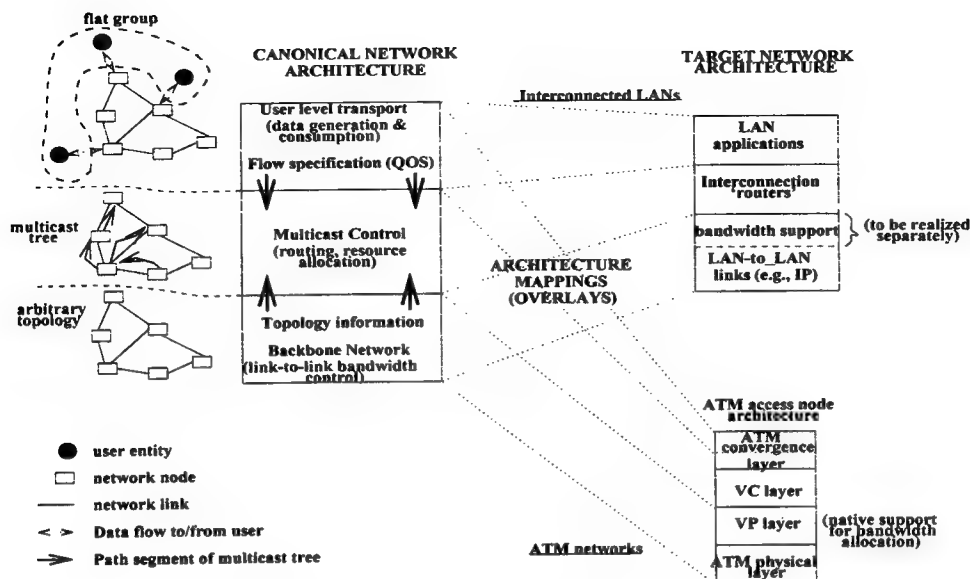 flat group
CANONICAL NETWORK
ARCHITECTURE
User level transport
(data generation &
consumption)
Flow specification (QOS)
multicast
tree
Multicast Control
(routing, resource
allocation)
arbitrary
topology
Topology information
Backbone Network
(link-to-link bandwidth
control)
user entity
network node
network link
Data flow to/from user
Path segment of multicast tree
Interconnected LANs
ARCHITECTURE
MAPPINGS
(OVERLAYS)
ATM networks
TARGET NETWORK
ARCHITECTURE
LAN
applications
Interconnection
'routers'
bandwidth support
(to be realized
separately)
LAN-to_LAN
links (e.g., IP)
ATM access node
architecture
ATM
convergence
layer
VC layer
VP layer
(native support
for bandwidth
allocation)
ATM physical
layer